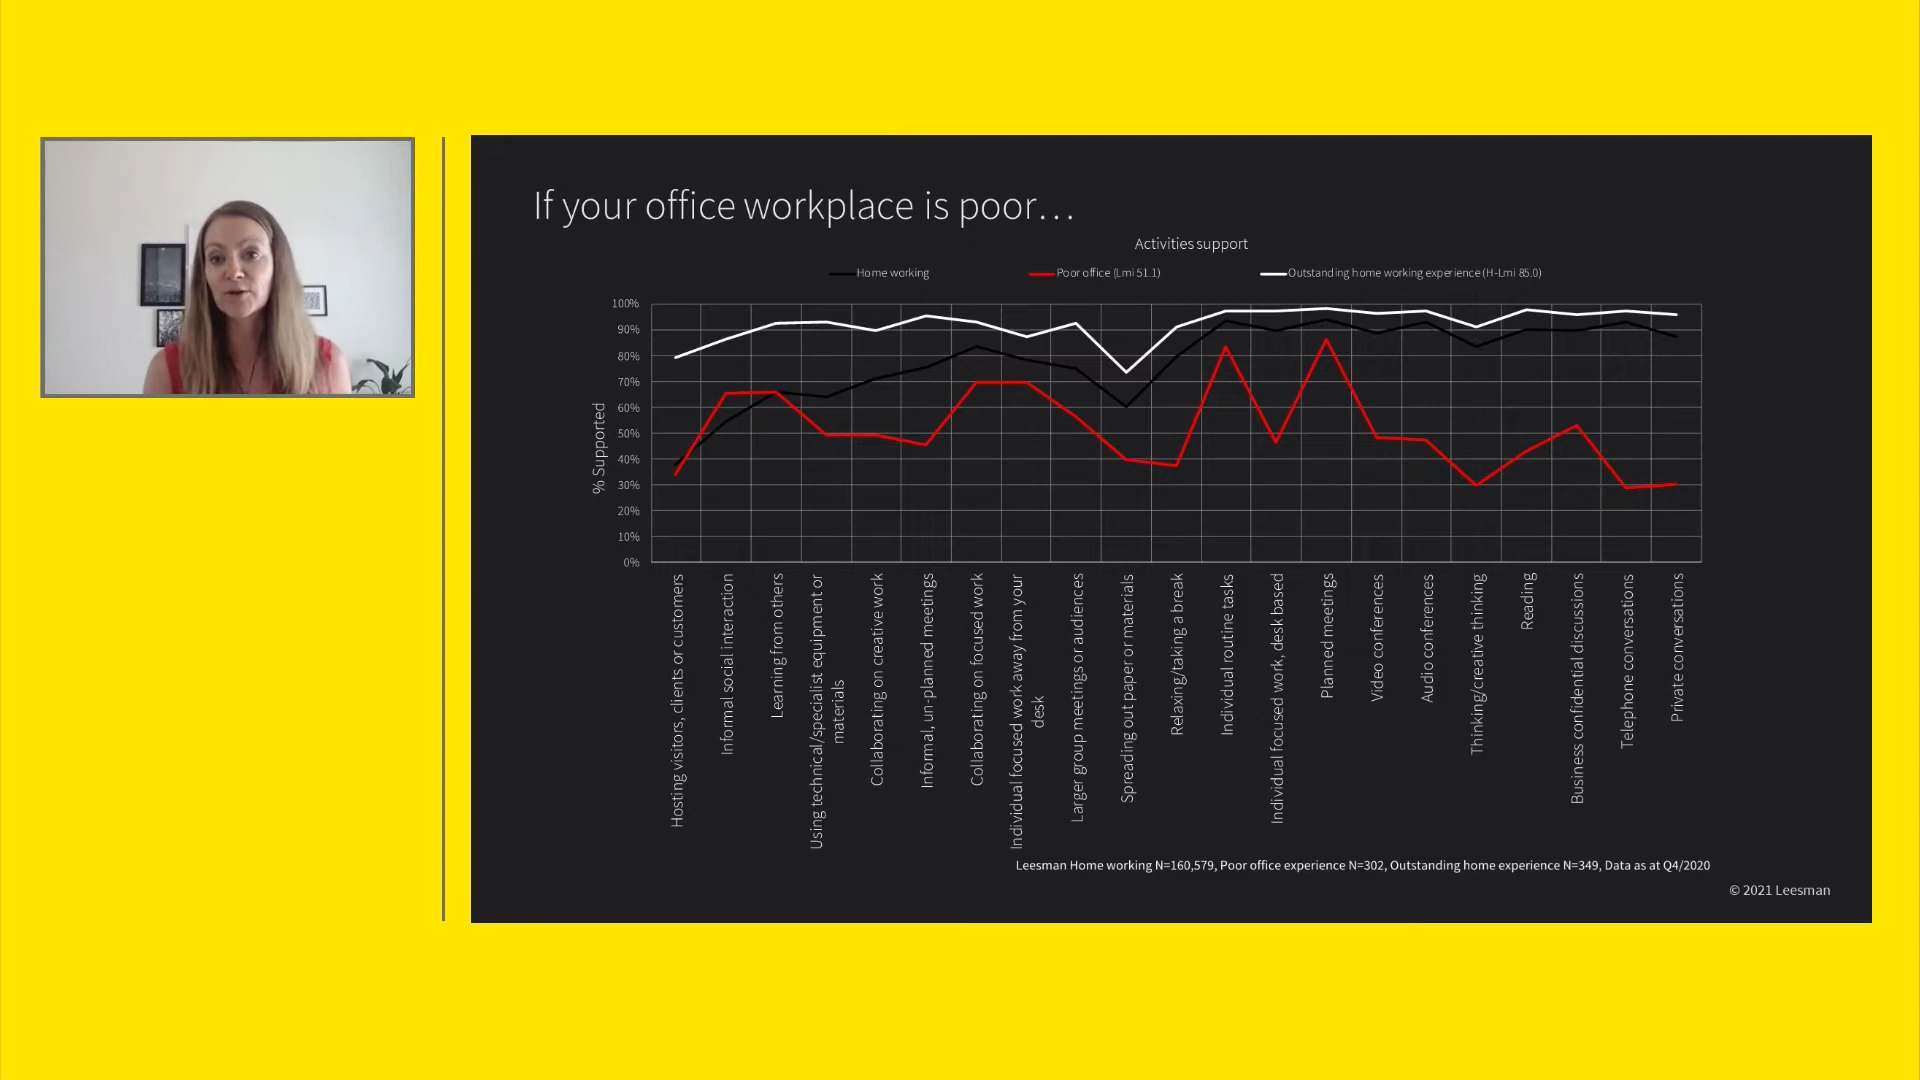 If your office workplace is poor...
Activities support
Home working
Poor office (Lmi 51.1)
Outstanding home working experience (H-Lmi 85.0)
% Supported
100%
90%
80%
70%
60%
50%
40%
30%
20%
10%
0%
Hosting visitors, clients or customers
Informal social interaction
Learning from others
Using technical/specialist equipment or
materials
Collaborating on creative work
Informal, un-planned meetings
Collaborating on focused work
Individual focused work away from your
desk
Larger group meetings or audiences
Spreading out paper or materials
Relaxing/taking a break
Individual routine tasks
Individual focused work, desk based
Planned meetings
Video conferences
Audio conferences
Thinking/creative thinking
Reading
Business confidential discussions
Telephone conversations
Private conversations
Leesman Home working N=160,579, Poor office experience N=302, Outstanding home experience N=349, Data as at Q4/2020
© 2021 Leesman